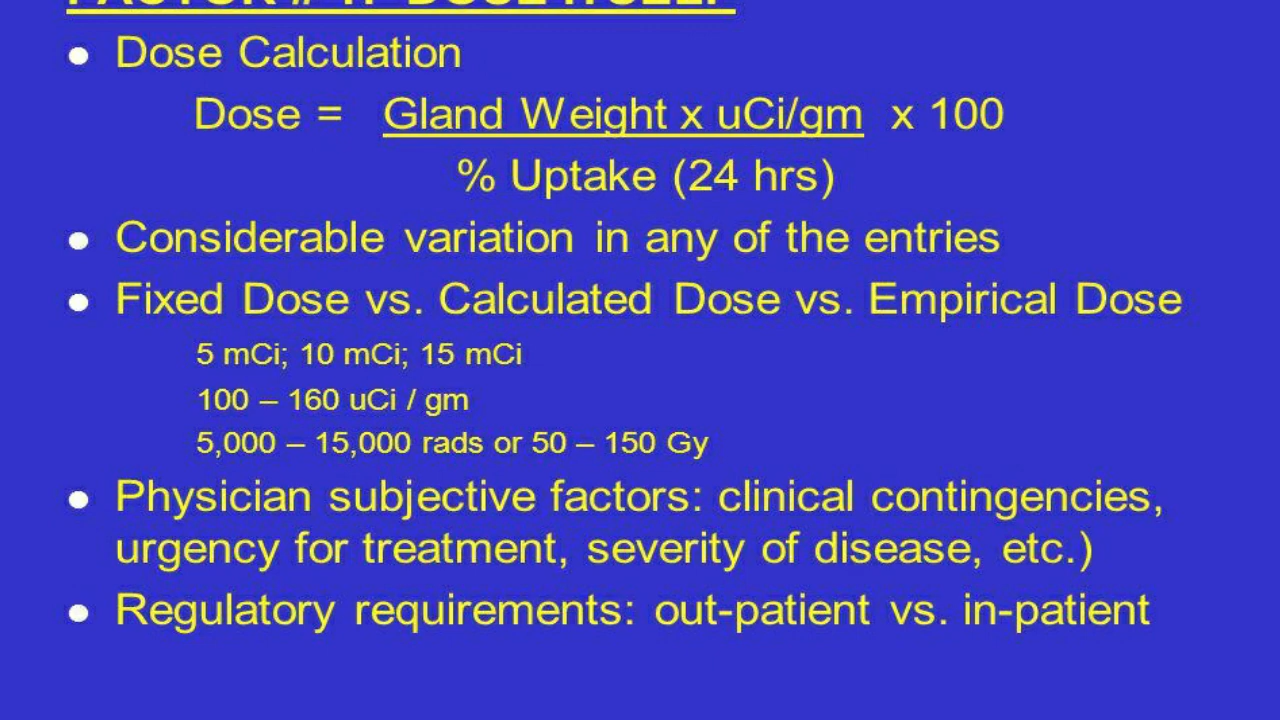 Dose Calculation
Dose = Gland Weight x uCi/gm x 100
% Uptake (24 hrs)
Considerable variation in any of the entries
Fixed Dose vs. Calculated Dose vs. Empirical Dose
5 mCi; 10 mCi; 15 mCi
100 – 160 uCi / gm
5,000 – 15,000 rads or 50 – 150 Gy
Physician subjective factors: clinical contingencies,
urgency for treatment, severity of disease, etc.)
Regulatory requirements: out-patient vs. in-patient